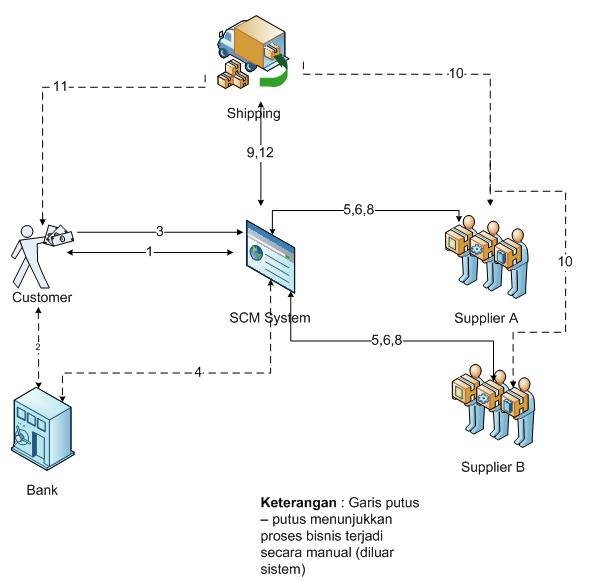 11
10
Shipping
9,12
3
5,6,8
1
10
Customer
SCM System
Supplier A
2
5,6,8
4
Supplier B
Bank
Keterangan : Garis putus
– putus menunjukkan
proses bisnis terjadi
secara manual (diluar
sistem)